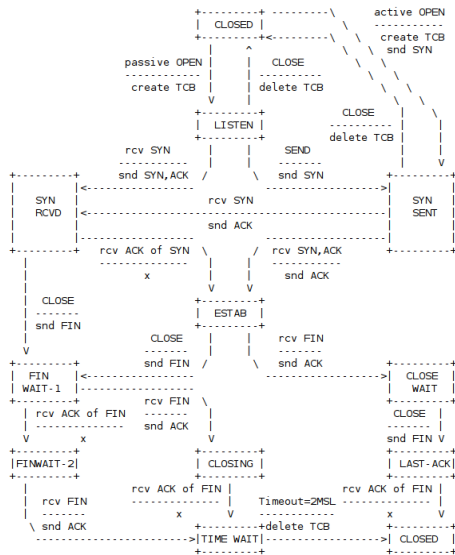 CLOSED active OPEN
create TCB
snd SYN
passive OPEN CLOSE
create TCB delete TCB
CLOSE
LISTEN
delete TCB
rcv SYN SEND
snd SYN,ACK snd SYN
SYN rcv SYN SYN
RCVD SENT
snd ACK
rcv ACK of SYN rcv SYN,ACK
x snd ACK
CLOSE ESTAB
snd FIN
CLOSE rcv FIN
snd FIN snd ACK
FIN CLOSE
WAIT-1 WAIT
rcv FIN
rcv ACK of FIN CLOSE
snd ACK
x snd FIN
FINWAIT-2 CLOSING LAST-ACK
rcv ACK of FIN rcv ACK of FIN
rcv FIN Timeout=2MSL
x x
snd ACK delete TCB
TIME WAIT CLOSED